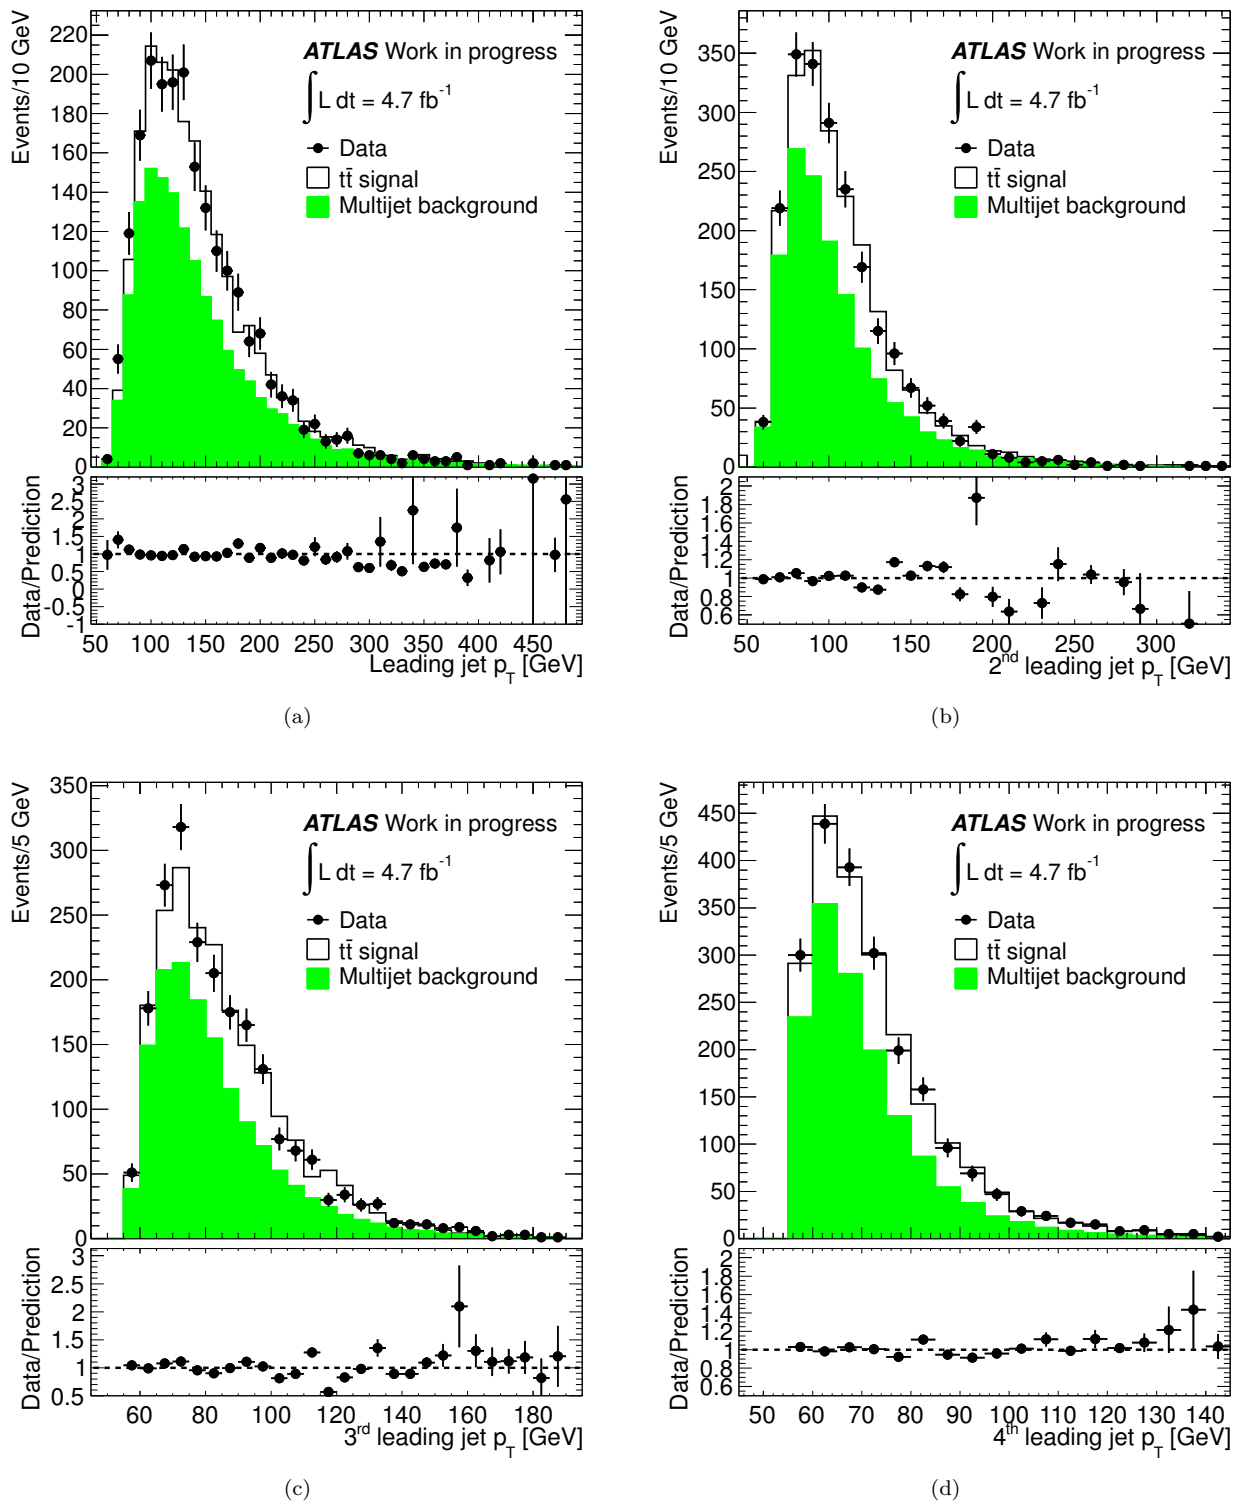 Events/10 GeV
220
200
180
160
140
120
100
80
60
40
20
0
ATLAS Work in progress
∫ L dt = 4.7 fb⁻¹
Data
tt̄ signal
Multijet background
Data/Prediction
3
2.5
2
1.5
1
0.5
0
-0.5
-1
50 100 150 200 250 300 350 400 450
Leading jet p_T [GeV]
(a)
Events/10 GeV
350
300
250
200
150
100
50
0
ATLAS Work in progress
∫ L dt = 4.7 fb⁻¹
Data
tt̄ signal
Multijet background
Data/Prediction
2
1.8
1.6
1.4
1.2
1
0.8
0.6
50 100 150 200 250 300
2nd leading jet p_T [GeV]
(b)
Events/5 GeV
350
300
250
200
150
100
50
0
ATLAS Work in progress
∫ L dt = 4.7 fb⁻¹
Data
tt̄ signal
Multijet background
Data/Prediction
3
2.5
2
1.5
1
0.5
60 80 100 120 140 160 180
3rd leading jet p_T [GeV]
(c)
Events/5 GeV
450
400
350
300
250
200
150
100
50
0
ATLAS Work in progress
∫ L dt = 4.7 fb⁻¹
Data
tt̄ signal
Multijet background
Data/Prediction
2
1.8
1.6
1.4
1.2
1
0.8
0.6
50 60 70 80 90 100 110 120 130 140
4th leading jet p_T [GeV]
(d)